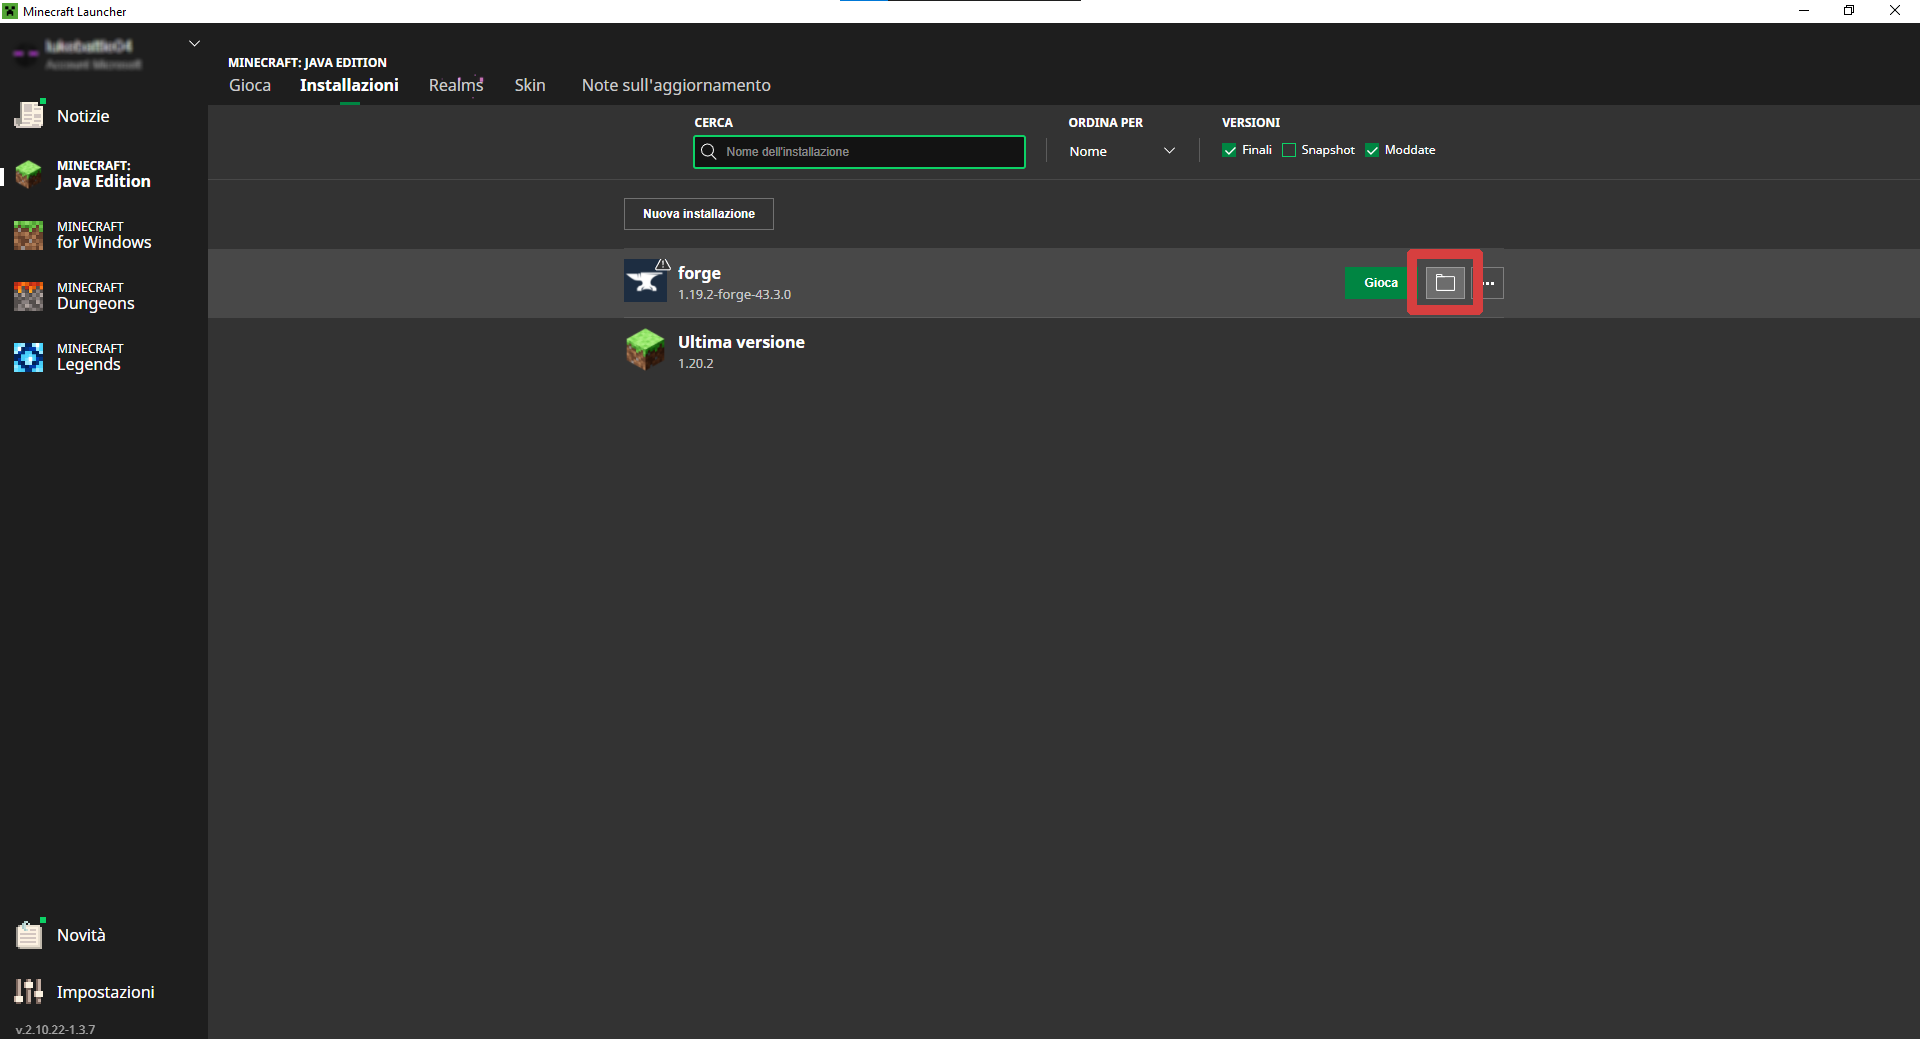 Minecraft Launcher
MINECRAFT: JAVA EDITION
Gioca
Installazioni
Realms
Skin
Note sull'aggiornamento
Notizie
MINECRAFT:
Java Edition
MINECRAFT
for Windows
MINECRAFT
Dungeons
MINECRAFT
Legends
Novità
Impostazioni
v.2.10.22-1.3.7
CERCA
Nome dell'installazione
ORDINA PER
Nome
VERSIONI
Finali
Snapshot
Moddate
Nuova installazione
forge
1.19.2-forge-43.3.0
Gioca
Ultima versione
1.20.2